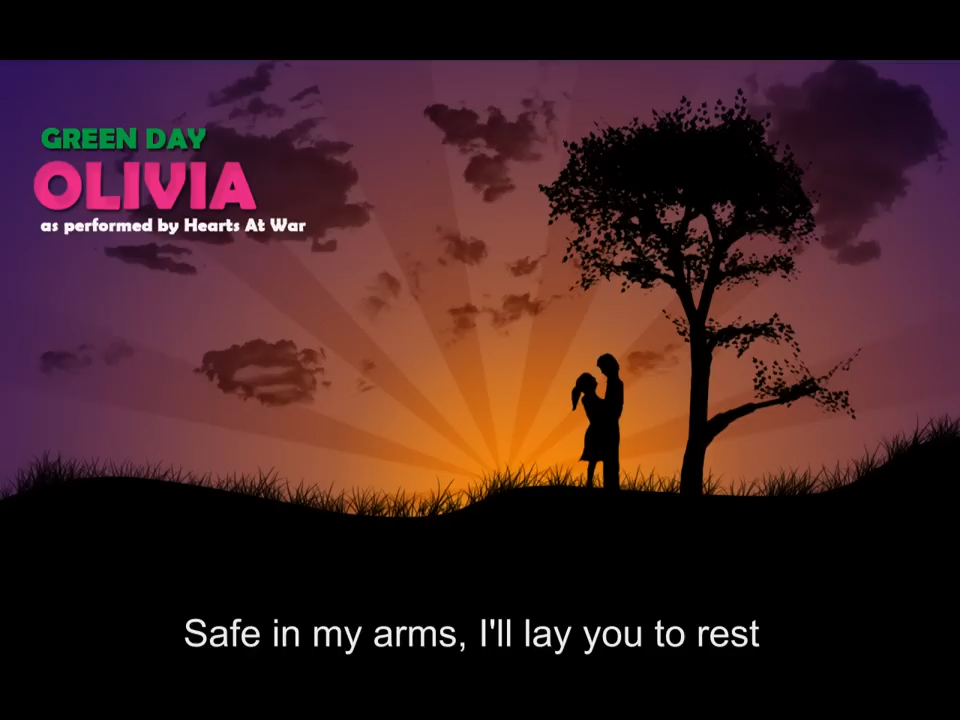 GREEN DAY
OLIVIA
as performed by Hearts At War
Safe in my arms, I'll lay you to rest